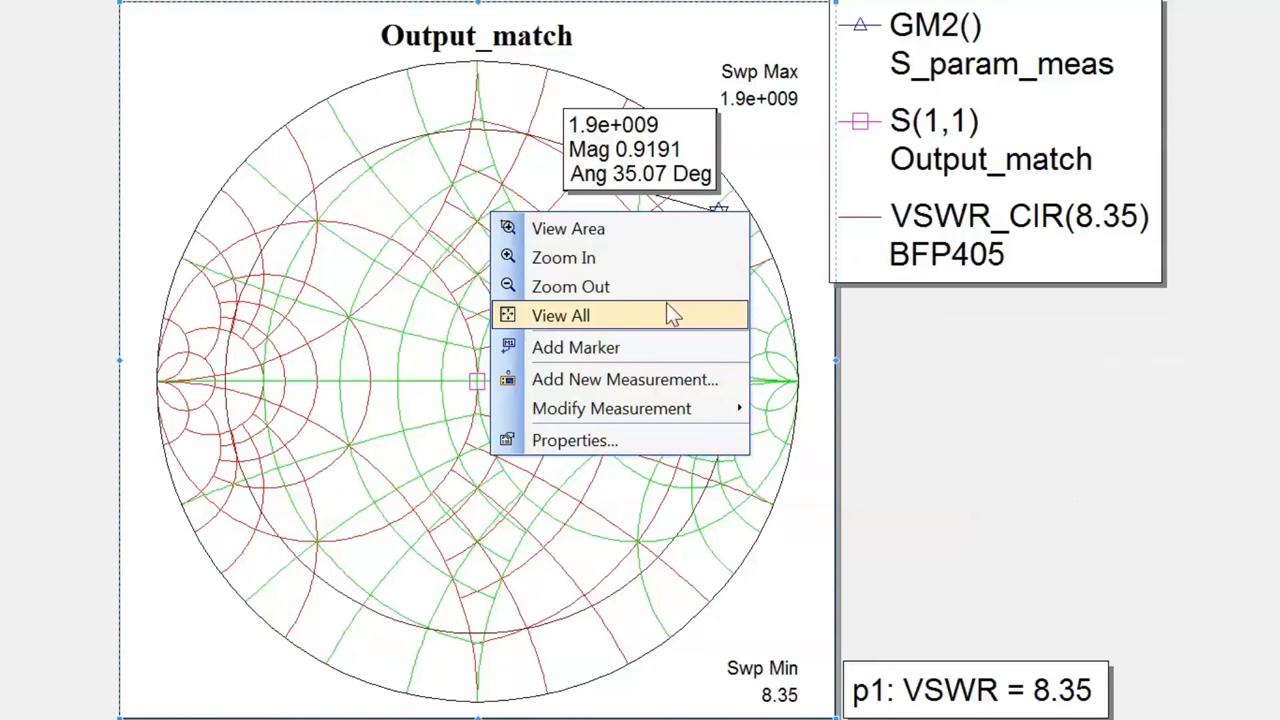 Output_match
Swp Max
1.9e+009
1.9e+009
Mag 0.9191
Ang 35.07 Deg
View Area
Zoom In
Zoom Out
View All
Add Marker
Add New Measurement...
Modify Measurement
Properties...
Swp Min
8.35
GM2()
S_param_meas
S(1,1)
Output_match
VSWR_CIR(8.35)
BFP405
p1: VSWR = 8.35